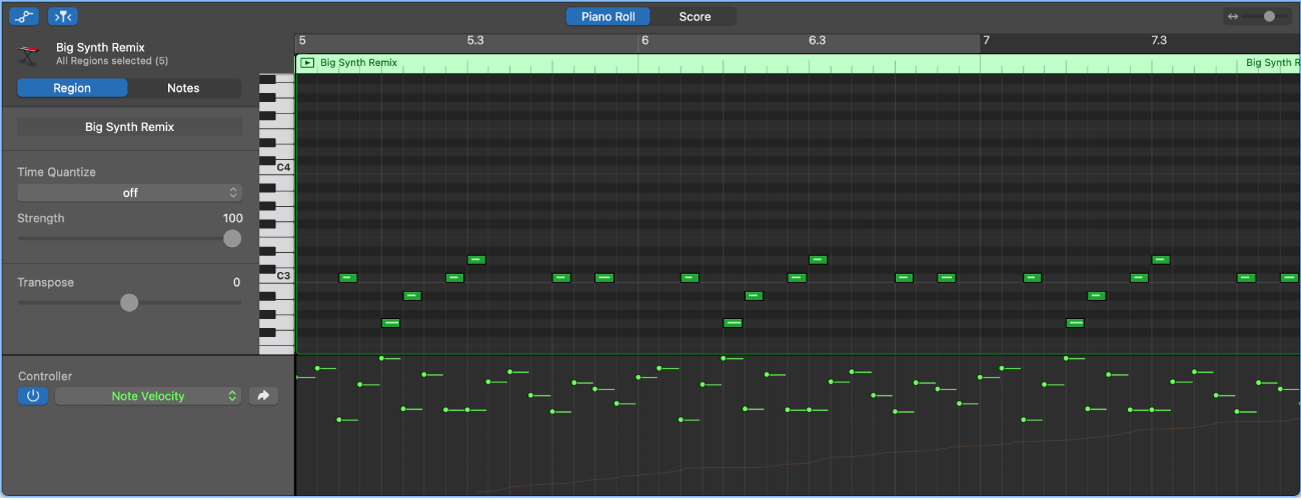 Piano Roll
Score
Big Synth Remix
All Regions selected (5)
5
5.3
6
6.3
7
7.3
Big Synth Remix
Big Synth R
Region
Notes
Big Synth Remix
C4
Time Quantize
off
Strength
100
C3
Transpose
0
Controller
Note Velocity